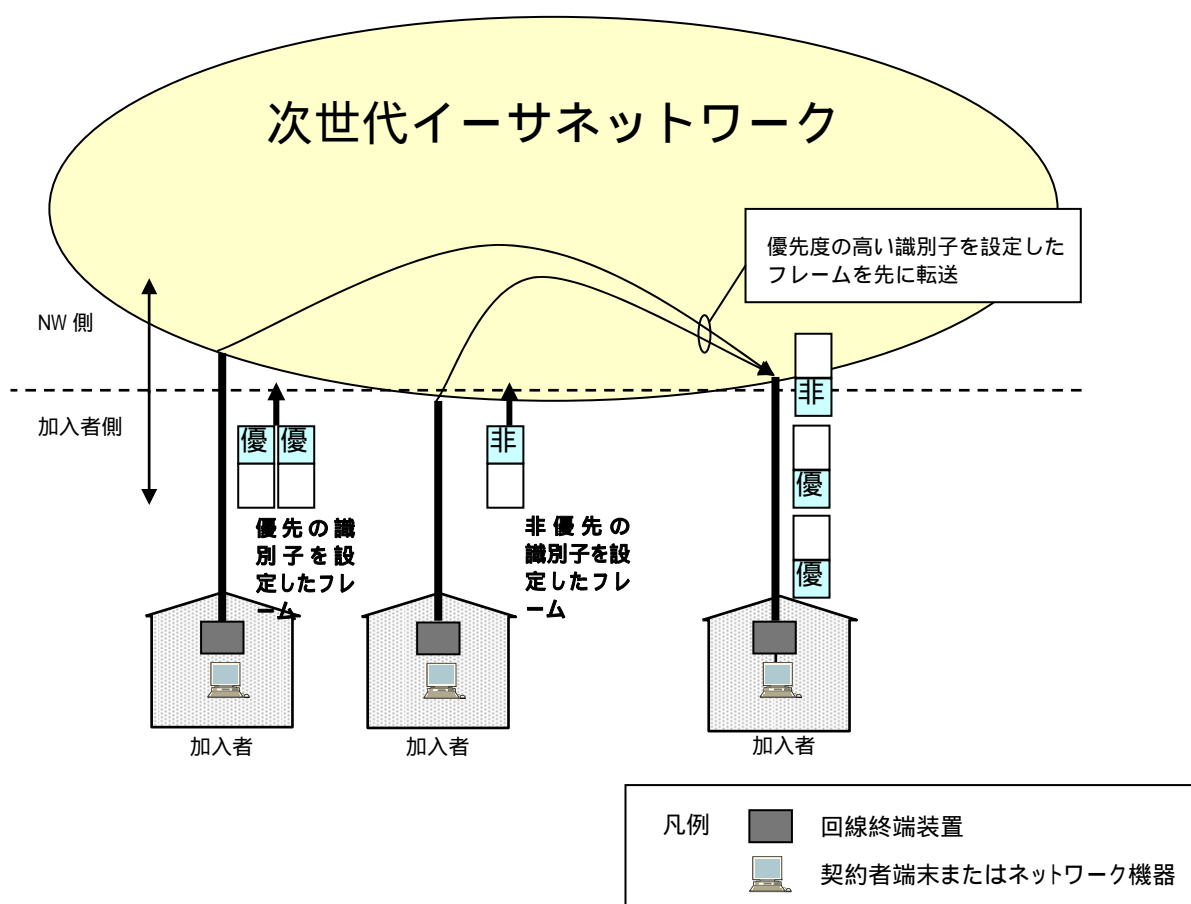 次世代イーサネットワーク
優先度の高い識別子を設定した
フレームを先に転送
NW 側
加入者側
非
優 優
非
優
優
優先の識
別子を設
定したフレ
ーム
非優先の
識別子を設
定したフレ
ーム
加入者
加入者
加入者
凡例
回線終端装置
契約者端末またはネットワーク機器